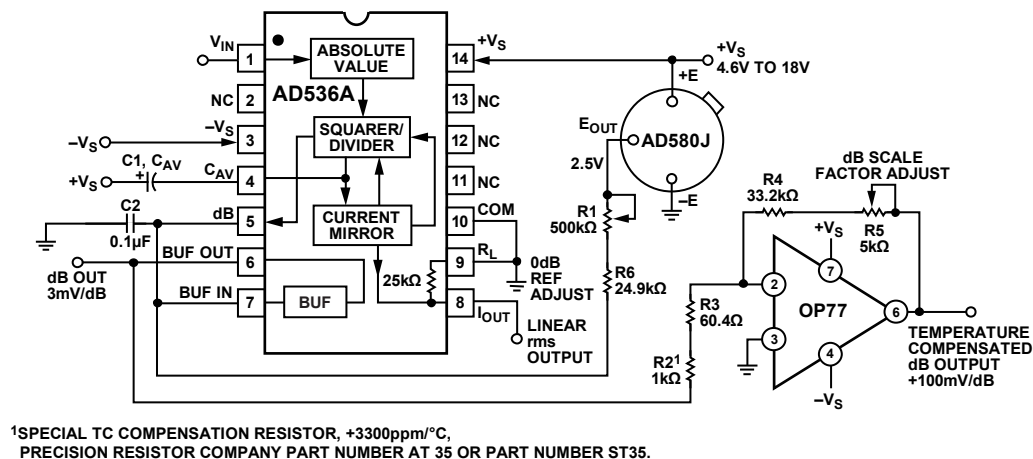 V_IN
1
ABSOLUTE
VALUE
14
+V_S
+V_S
4.6V TO 18V
+E
AD536A
NC
2
13
NC
E_OUT
AD580J
–V_S
–V_S
3
SQUARER/
DIVIDER
12
NC
2.5V
–E
dB SCALE
FACTOR ADJUST
C1, C_AV
+
+V_S
C_AV
4
11
NC
R4
33.2kΩ
R5
5kΩ
C2
0.1µF
dB
5
CURRENT
MIRROR
10
COM
R1
500kΩ
+V_S
7
BUF OUT
6
25kΩ
9
R_L
0dB
REF
ADJUST
R6
24.9kΩ
2
OP77
6
dB OUT
3mV/dB
BUF IN
7
BUF
8
I_OUT
LINEAR
rms
OUTPUT
R3
60.4Ω
3
4
–V_S
TEMPERATURE
COMPENSATED
dB OUTPUT
+100mV/dB
R2¹
1kΩ
¹SPECIAL TC COMPENSATION RESISTOR, +3300ppm/°C,
PRECISION RESISTOR COMPANY PART NUMBER AT 35 OR PART NUMBER ST35.